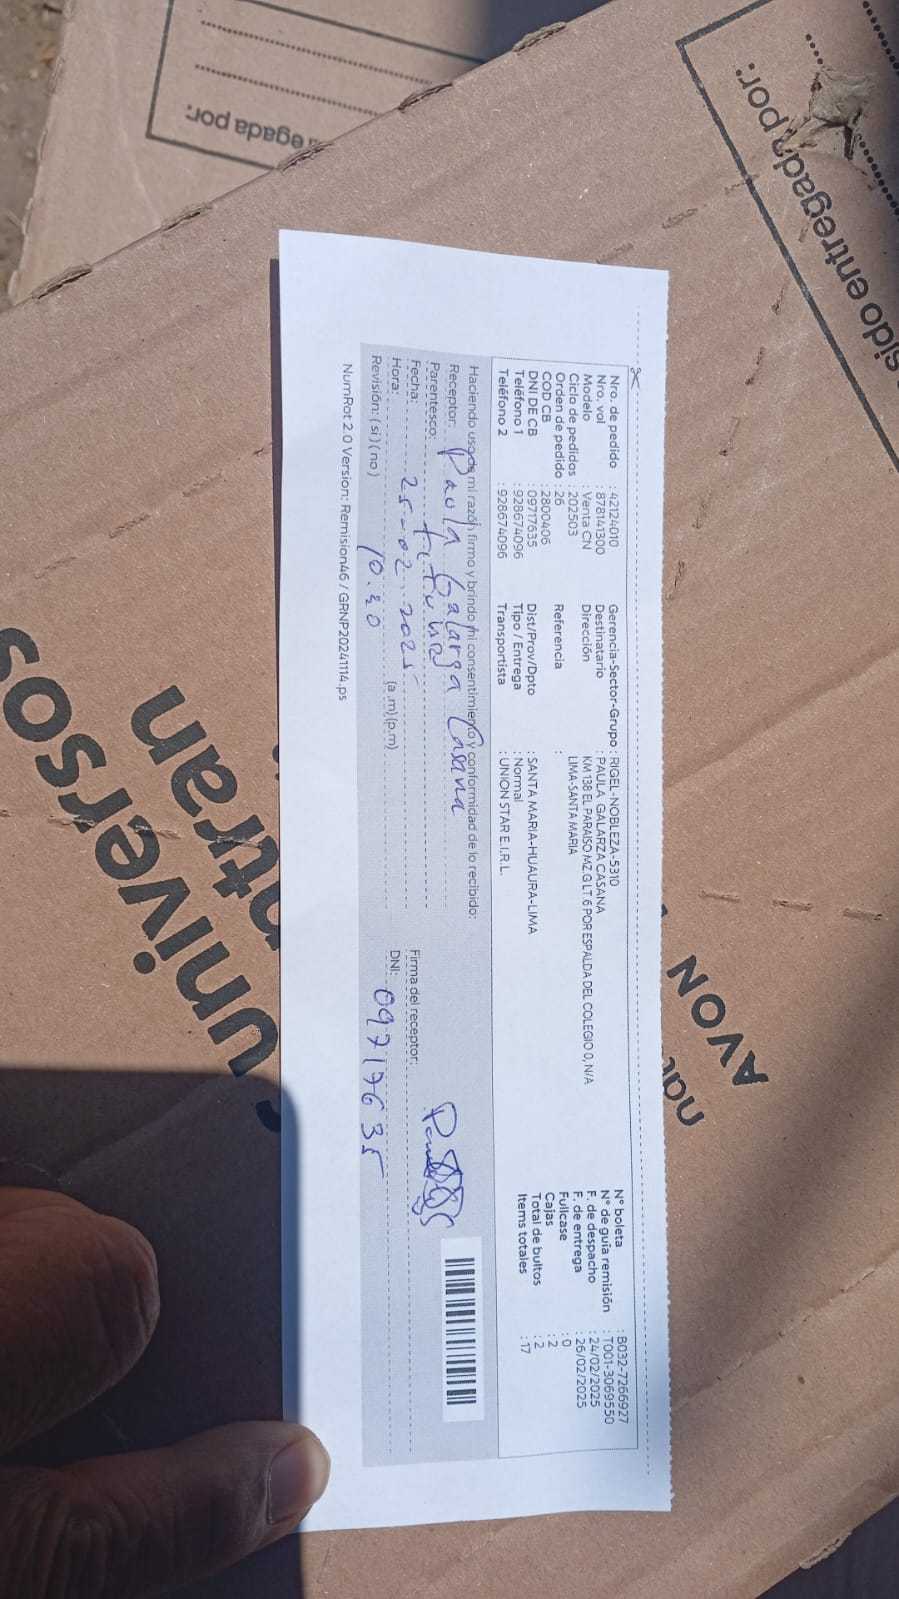 Nro. de pedido : 42124010
Nro. vol : 878141300
Modelo : Venta CN
Ciclo de pedidos : 202503
Orden de pedido : 26
COD CB : 2800406
DNI DE CB : 09717635
Teléfono 1 : 928674096
Teléfono 2 : 928674096
Gerencia-Sector-Grupo : RIGEL-NOBLEZA-5310
Destinatario : PAULA GALARZA CASANA
Dirección : KM 138 EL PARAISO MZ G LT 6 POR ESPALDA DEL COLEGIO 0, N/A
LIMA-SANTA MARIA
Referencia :
Dist/Prov/Dpto : SANTA MARIA-HUAURA-LIMA
Tipo / Entrega : Normal
Transportista : UNION STAR E.I.R.L.
N° boleta : B032-7266927
N° de guía remisión : T001-3069550
F. de despacho : 24/02/2025
F. de entrega : 26/02/2025
Fullcase : 0
Cajas : 2
Total de bultos : 2
Items totales : 17
Haciendo uso de mi razón firmo y brindo mi consentimiento y conformidad de lo recibido:
Receptor: Paula Galarza Casana
Parentesco: titular
Fecha: 25-02-2025
Hora: 10:20 (a.m)(p.m)
Revisión: (si)(no)
Firma del receptor:
DNI: 09717635
NumRot 2.0 Version: Remision46 / GRNP20241114.ps
egada por:
sido entregada por:
natu
AVON
Universos
ntran